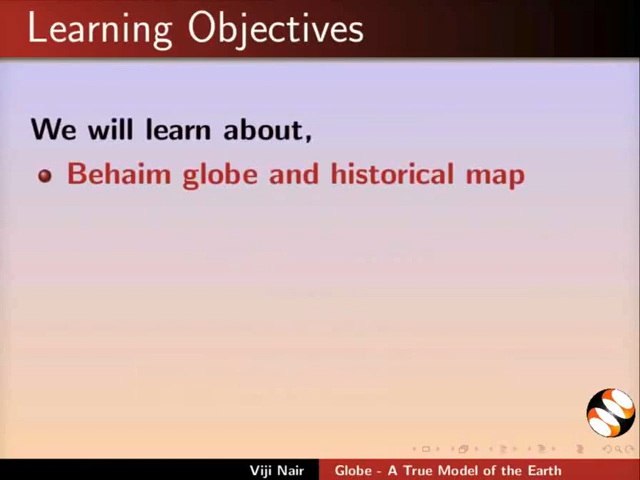 Learning Objectives
We will learn about,
Behaim globe and historical map
Viji Nair
Globe - A True Model of the Earth